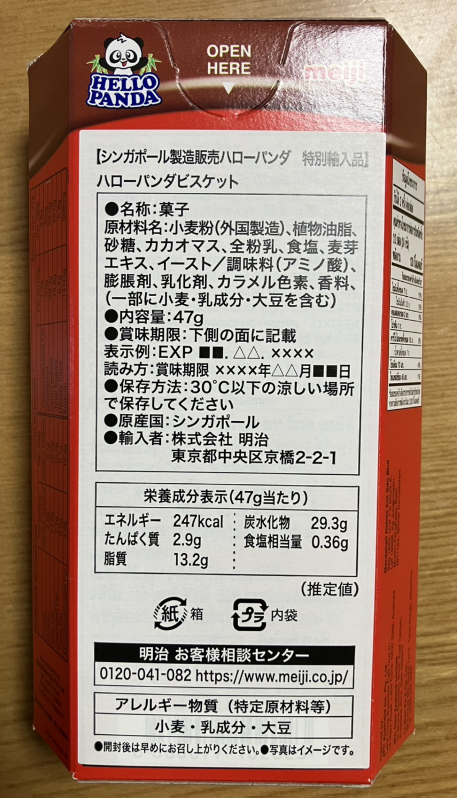 HELLO
PANDA
OPEN
HERE
meiji
【シンガポール製造販売ハローパンダ 特別輸入品】
ハローパンダビスケット
●名称:菓子
原材料名:小麦粉(外国製造)、植物油脂、
砂糖、カカオマス、全粉乳、食塩、麦芽
エキス、イースト/調味料(アミノ酸)、
膨脹剤、乳化剤、カラメル色素、香料、
(一部に小麦・乳成分・大豆を含む)
●内容量:47g
●賞味期限:下側の面に記載
表示例:EXP ■■. △△. ××××
読み方:賞味期限 ××××年△△月■■日
●保存方法:30℃以下の涼しい場所
で保存してください
●原産国:シンガポール
●輸入者:株式会社 明治
東京都中央区京橋2-2-1
栄養成分表示(47g当たり)
エネルギー 247kcal 炭水化物 29.3g
たんぱく質 2.9g 食塩相当量 0.36g
脂質 13.2g
(推定値)
紙 箱 プラ 内袋
明治 お客様相談センター
0120-041-082 https://www.meiji.co.jp/
アレルギー物質(特定原材料等)
小麦・乳成分・大豆
●開封後は早めにお召し上がりください。●写真はイメージです。